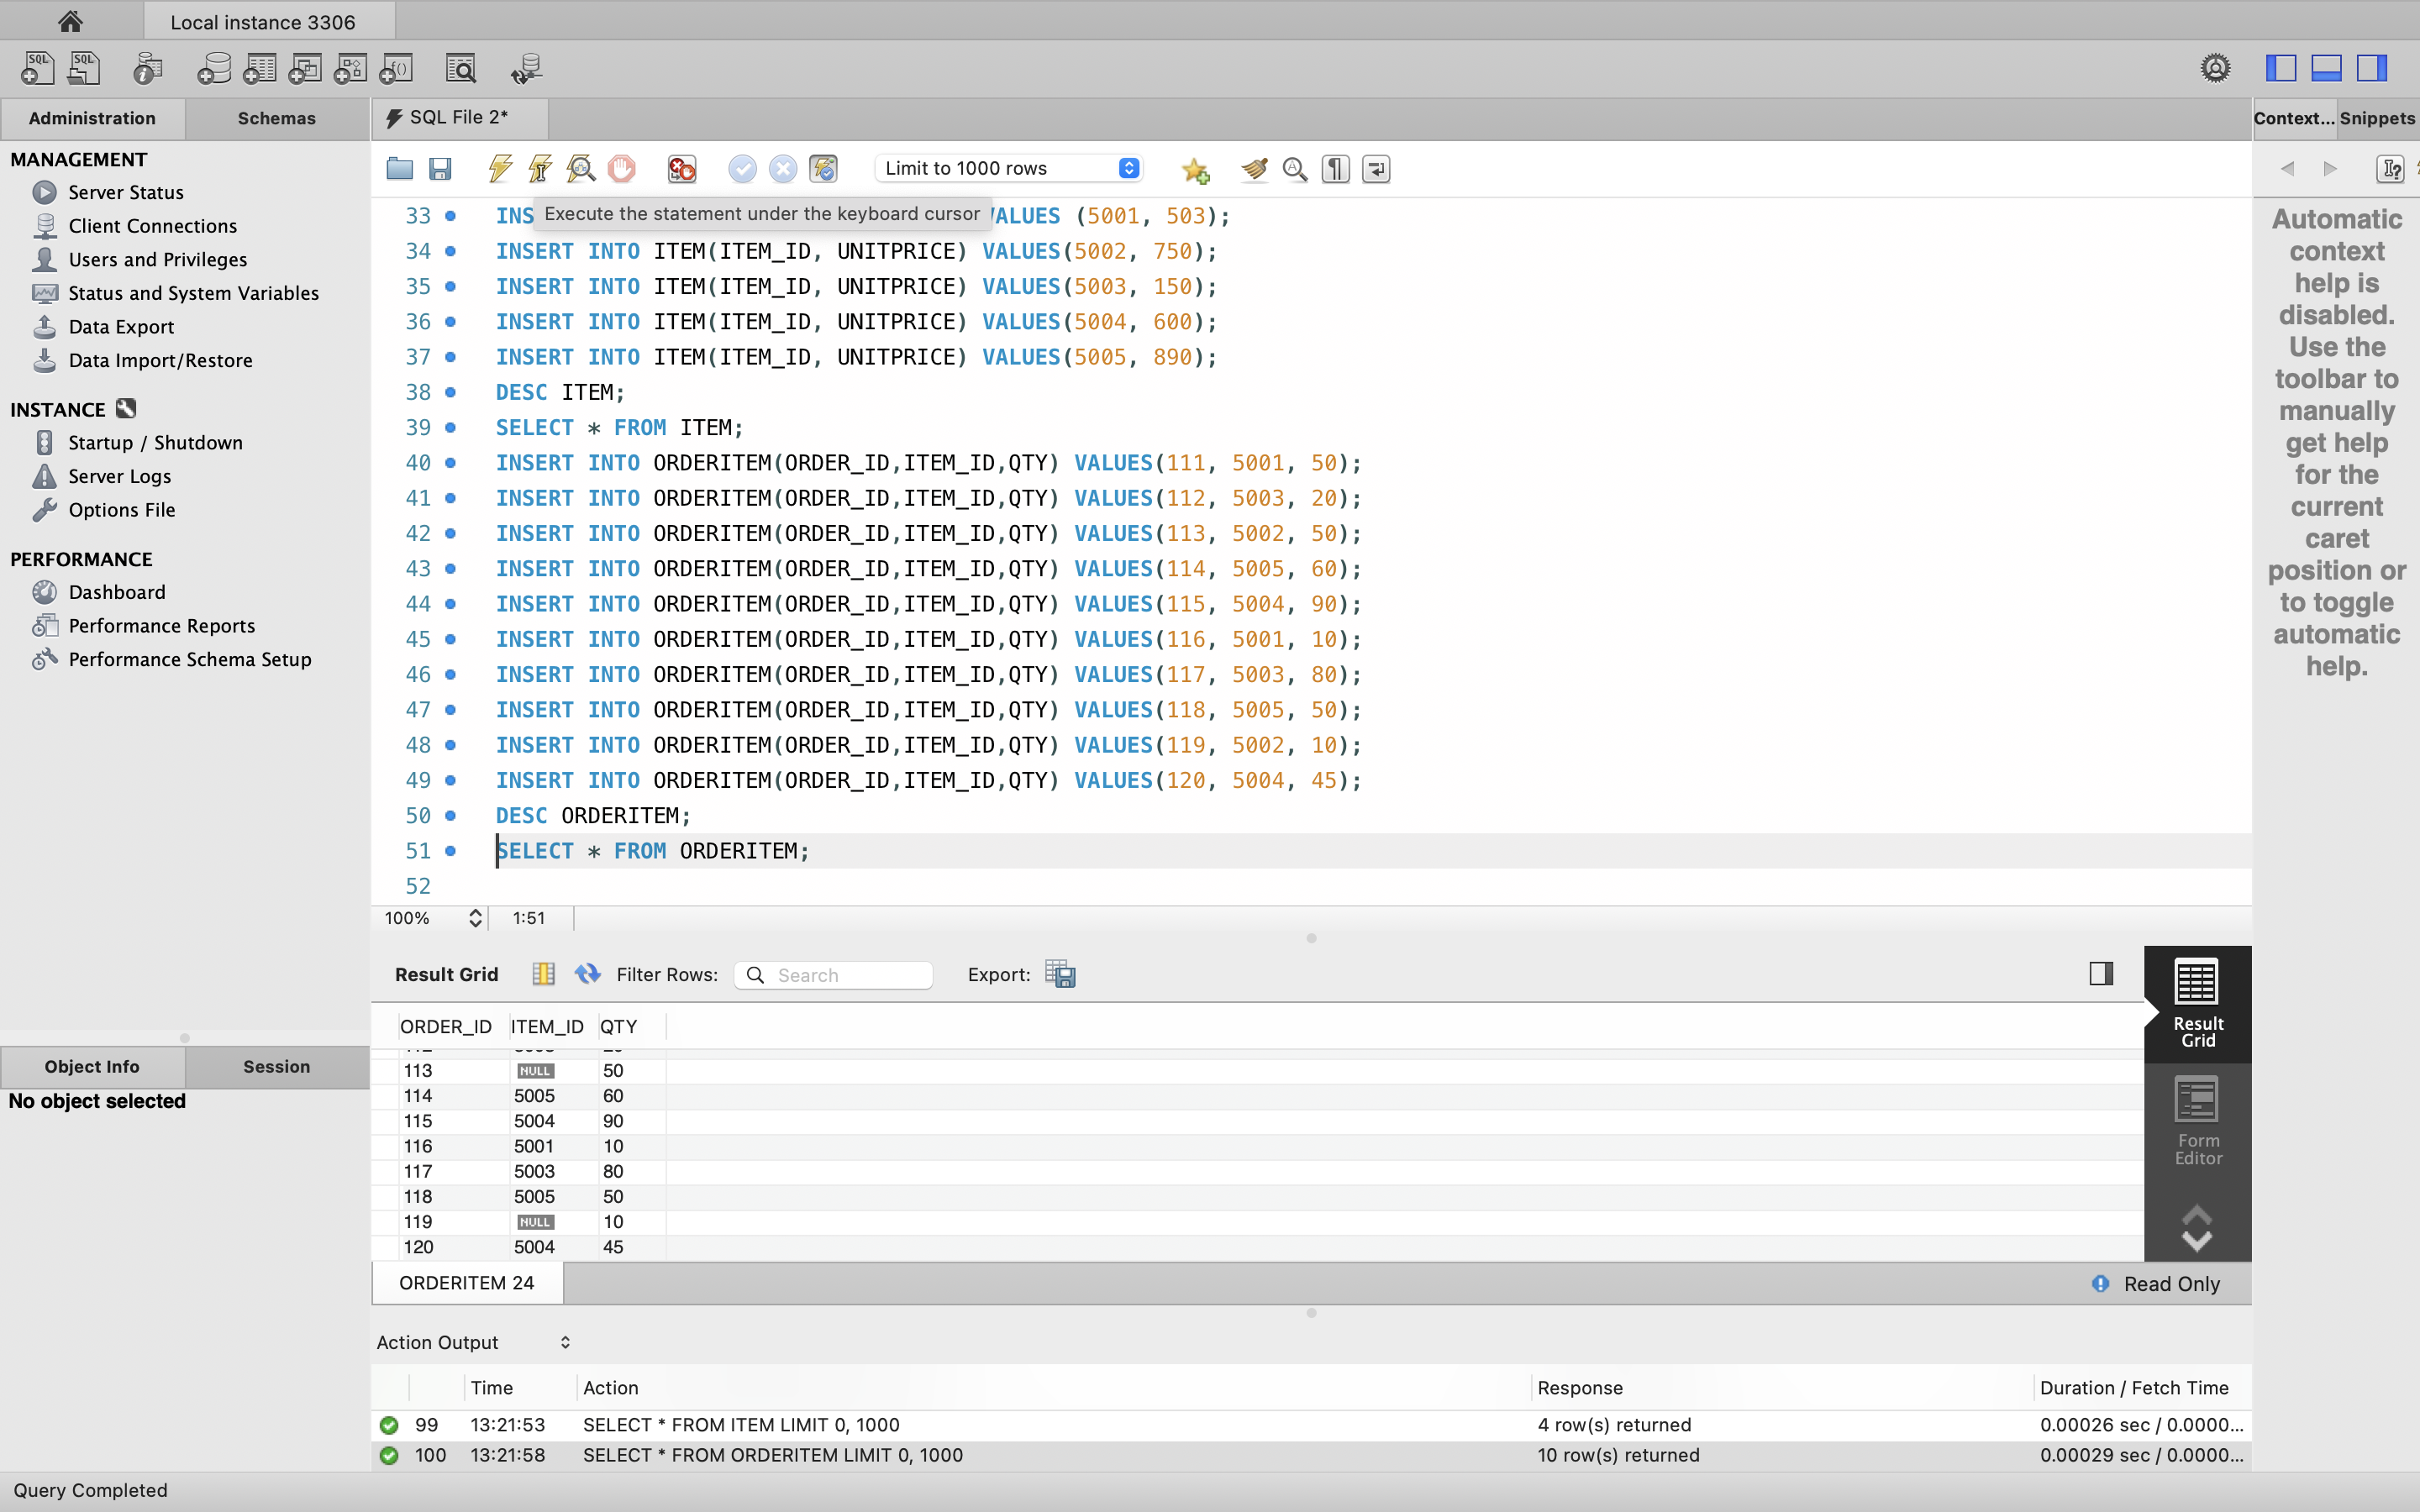 Local instance 3306
SQL
SQL
Administration
Schemas
SQL File 2*
Context...
Snippets
MANAGEMENT
Server Status
Client Connections
Users and Privileges
Status and System Variables
Data Export
Data Import/Restore
INSTANCE
Startup / Shutdown
Server Logs
Options File
PERFORMANCE
Dashboard
Performance Reports
Performance Schema Setup
Object Info
Session
No object selected
Limit to 1000 rows
Execute the statement under the keyboard cursor
33 INS VALUES (5001, 503);
34 INSERT INTO ITEM(ITEM_ID, UNITPRICE) VALUES(5002, 750);
35 INSERT INTO ITEM(ITEM_ID, UNITPRICE) VALUES(5003, 150);
36 INSERT INTO ITEM(ITEM_ID, UNITPRICE) VALUES(5004, 600);
37 INSERT INTO ITEM(ITEM_ID, UNITPRICE) VALUES(5005, 890);
38 DESC ITEM;
39 SELECT * FROM ITEM;
40 INSERT INTO ORDERITEM(ORDER_ID,ITEM_ID,QTY) VALUES(111, 5001, 50);
41 INSERT INTO ORDERITEM(ORDER_ID,ITEM_ID,QTY) VALUES(112, 5003, 20);
42 INSERT INTO ORDERITEM(ORDER_ID,ITEM_ID,QTY) VALUES(113, 5002, 50);
43 INSERT INTO ORDERITEM(ORDER_ID,ITEM_ID,QTY) VALUES(114, 5005, 60);
44 INSERT INTO ORDERITEM(ORDER_ID,ITEM_ID,QTY) VALUES(115, 5004, 90);
45 INSERT INTO ORDERITEM(ORDER_ID,ITEM_ID,QTY) VALUES(116, 5001, 10);
46 INSERT INTO ORDERITEM(ORDER_ID,ITEM_ID,QTY) VALUES(117, 5003, 80);
47 INSERT INTO ORDERITEM(ORDER_ID,ITEM_ID,QTY) VALUES(118, 5005, 50);
48 INSERT INTO ORDERITEM(ORDER_ID,ITEM_ID,QTY) VALUES(119, 5002, 10);
49 INSERT INTO ORDERITEM(ORDER_ID,ITEM_ID,QTY) VALUES(120, 5004, 45);
50 DESC ORDERITEM;
51 SELECT * FROM ORDERITEM;
52
100% 1:51
Automatic
context
help is
disabled.
Use the
toolbar to
manually
get help
for the
current
caret
position or
to toggle
automatic
help.
Result Grid Filter Rows: Search Export:
ORDER_ID ITEM_ID QTY
113 NULL 50
114 5005 60
115 5004 90
116 5001 10
117 5003 80
118 5005 50
119 NULL 10
120 5004 45
Result
Grid
Form
Editor
ORDERITEM 24
Read Only
Action Output
Time Action Response Duration / Fetch Time
99 13:21:53 SELECT * FROM ITEM LIMIT 0, 1000 4 row(s) returned 0.00026 sec / 0.0000...
100 13:21:58 SELECT * FROM ORDERITEM LIMIT 0, 1000 10 row(s) returned 0.00029 sec / 0.0000...
Query Completed